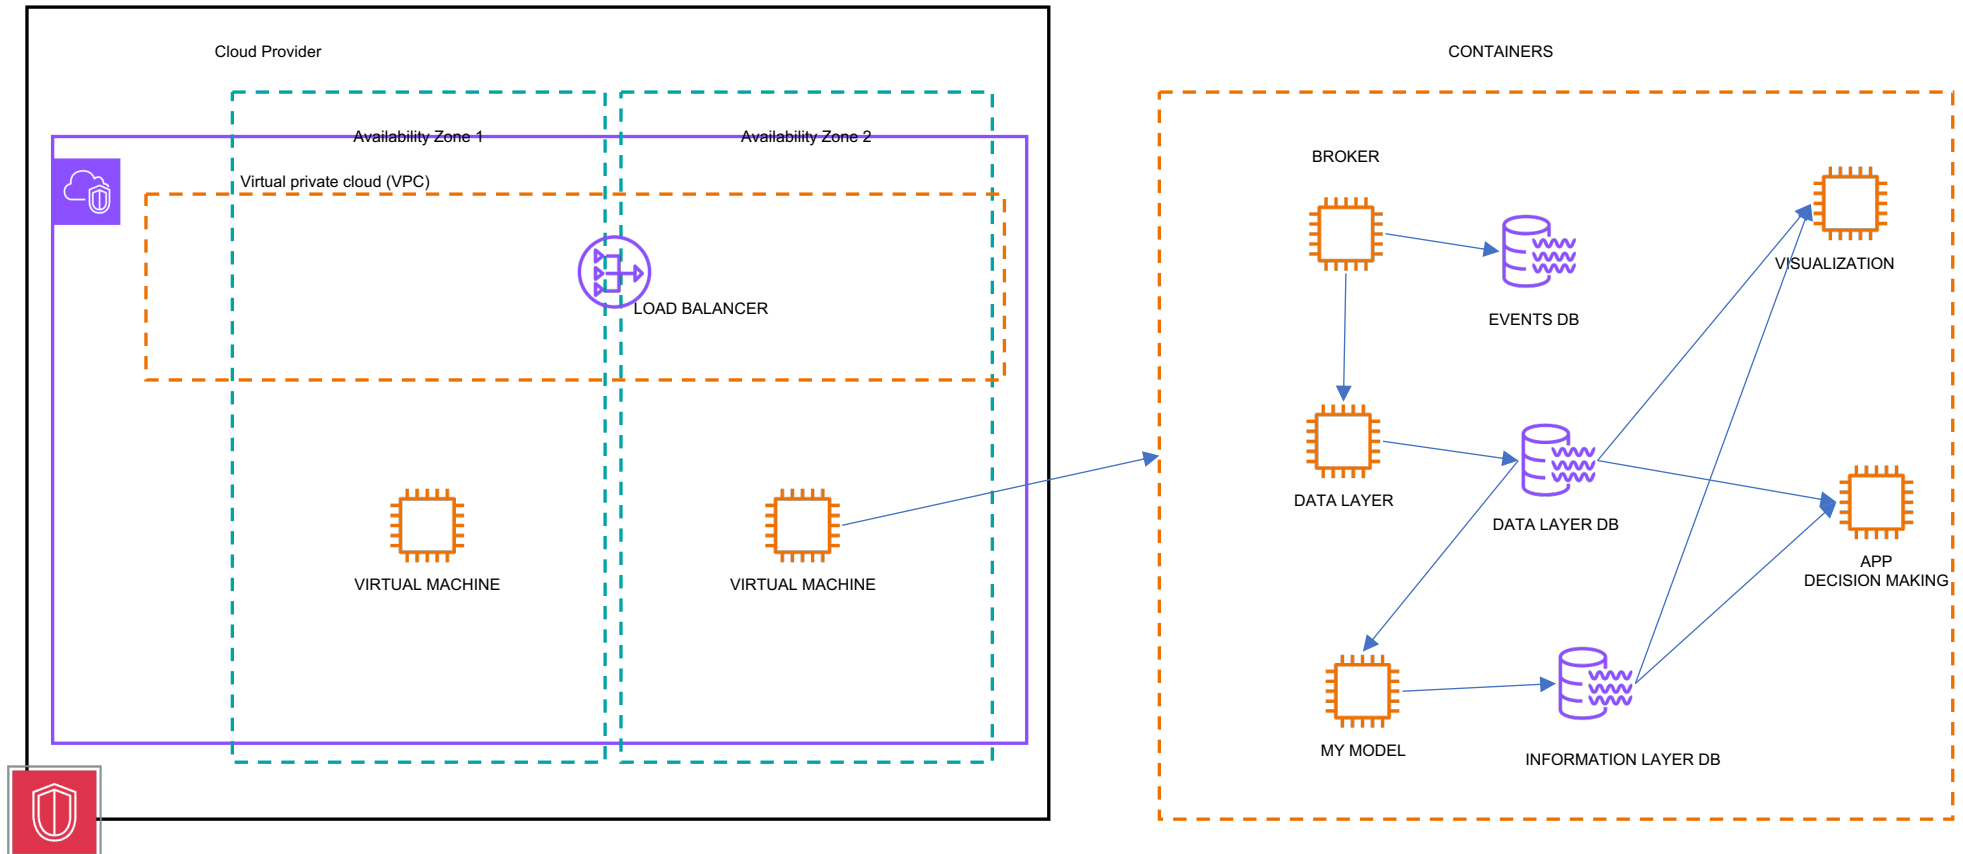 Cloud Provider
CONTAINERS
Availability Zone 1
Availability Zone 2
Virtual private cloud (VPC)
LOAD BALANCER
VIRTUAL MACHINE
VIRTUAL MACHINE
BROKER
EVENTS DB
VISUALIZATION
DATA LAYER
DATA LAYER DB
APP
DECISION MAKING
MY MODEL
INFORMATION LAYER DB